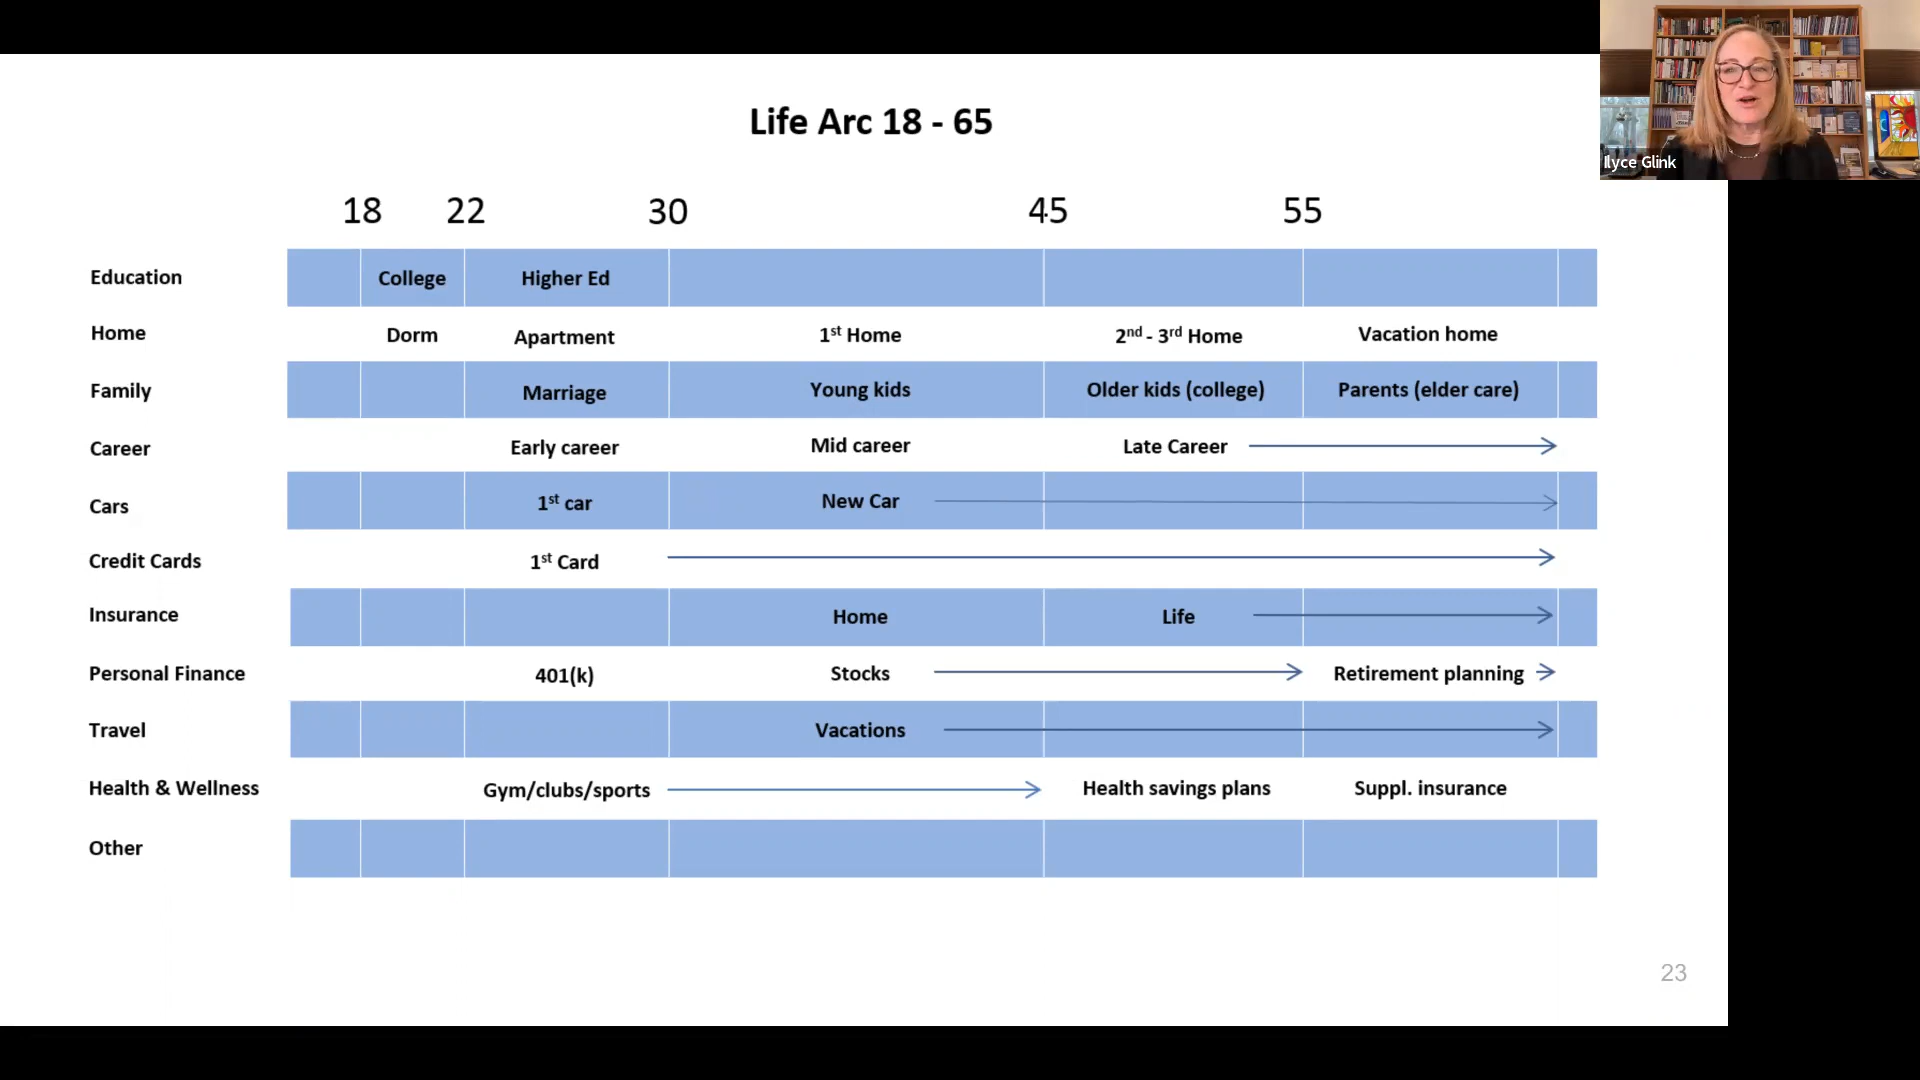 Life Arc 18 - 65
Ilyce Glink
18 22 30 45 55
Education College Higher Ed
Home Dorm Apartment 1st Home 2nd - 3rd Home Vacation home
Family Marriage Young kids Older kids (college) Parents (elder care)
Career Early career Mid career Late Career
Cars 1st car New Car
Credit Cards 1st Card
Insurance Home Life
Personal Finance 401(k) Stocks Retirement planning
Travel Vacations
Health & Wellness Gym/clubs/sports Health savings plans Suppl. insurance
Other
23